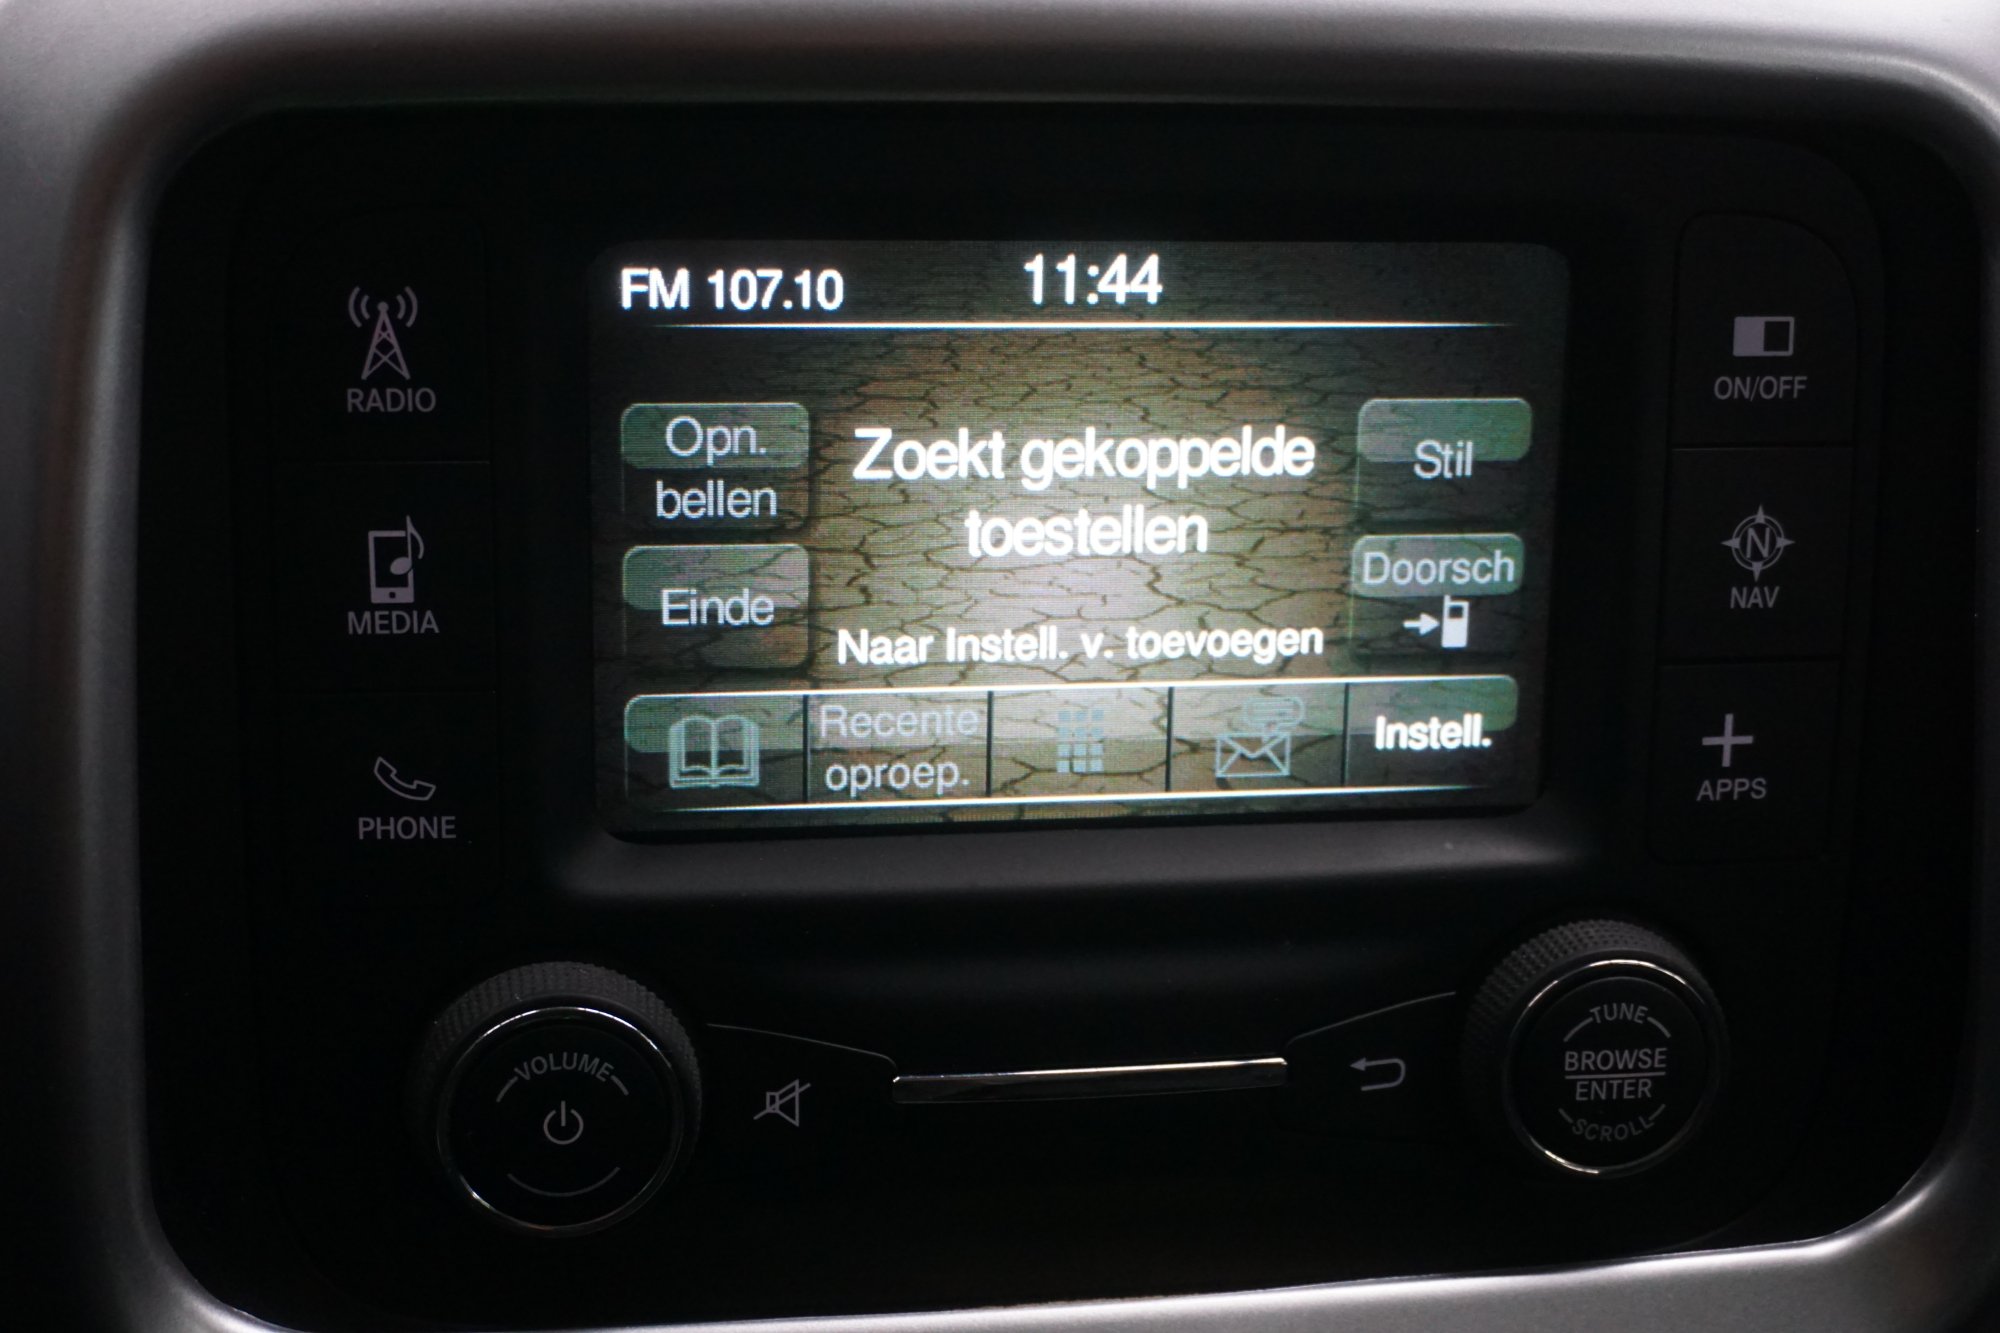 FM 107.10
11:44
RADIO
MEDIA
PHONE
Opn.
bellen
Einde
Zoekt gekoppelde
toestellen
Naar Instell. v. toevoegen
Stil
Doorsch
Recente
oproep.
Instell.
ON/OFF
N
NAV
APPS
VOLUME
TUNE
BROWSE
ENTER
SCROLL